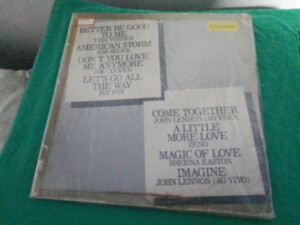 BETTER BE GOOD
TO ME
TINA TURNER
AMERICAN STORM
BOB SEGER
DON'T YOU LOVE
ME ANYMORE
JOE COCKER
LET'S GO ALL
THE WAY
SLY FOX
COME TOGETHER
JOHN LENNON (AO VIVO)
A LITTLE
MORE LOVE
ZENO
MAGIC OF LOVE
SHEENA EASTON
IMAGINE
JOHN LENNON (AO VIVO)